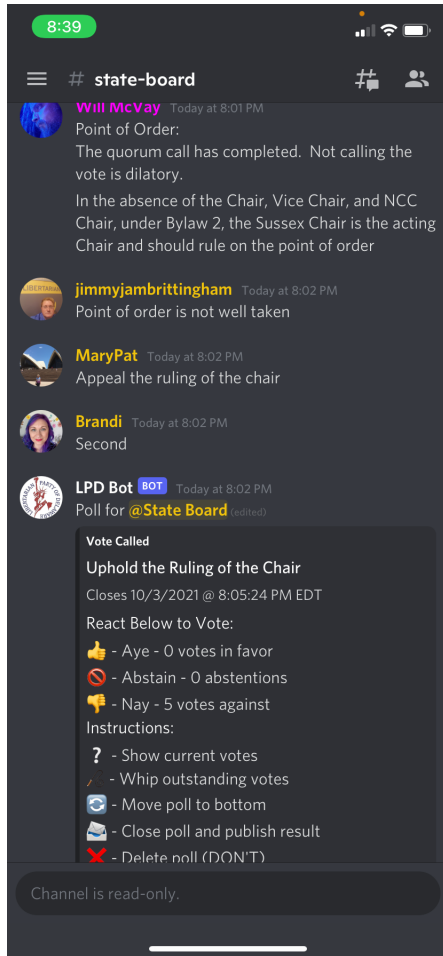 8:39
# state-board
Will McVay Today at 8:01 PM
Point of Order:
The quorum call has completed. Not calling the
vote is dilatory.
In the absence of the Chair, Vice Chair, and NCC
Chair, under Bylaw 2, the Sussex Chair is the acting
Chair and should rule on the point of order
LIBERTARIAN
jimmyjambrittingham Today at 8:02 PM
Point of order is not well taken
MaryPat Today at 8:02 PM
Appeal the ruling of the chair
Brandi Today at 8:02 PM
Second
LPD Bot BOT Today at 8:02 PM
Poll for @State Board (edited)
Vote Called
Uphold the Ruling of the Chair
Closes 10/3/2021 @ 8:05:24 PM EDT
React Below to Vote:
👍 - Aye - 0 votes in favor
🚫 - Abstain - 0 abstentions
👎 - Nay - 5 votes against
Instructions:
❔ - Show current votes
- Whip outstanding votes
🔄 - Move poll to bottom
📨 - Close poll and publish result
❌ - Delete poll (DON'T)
Channel is read-only.